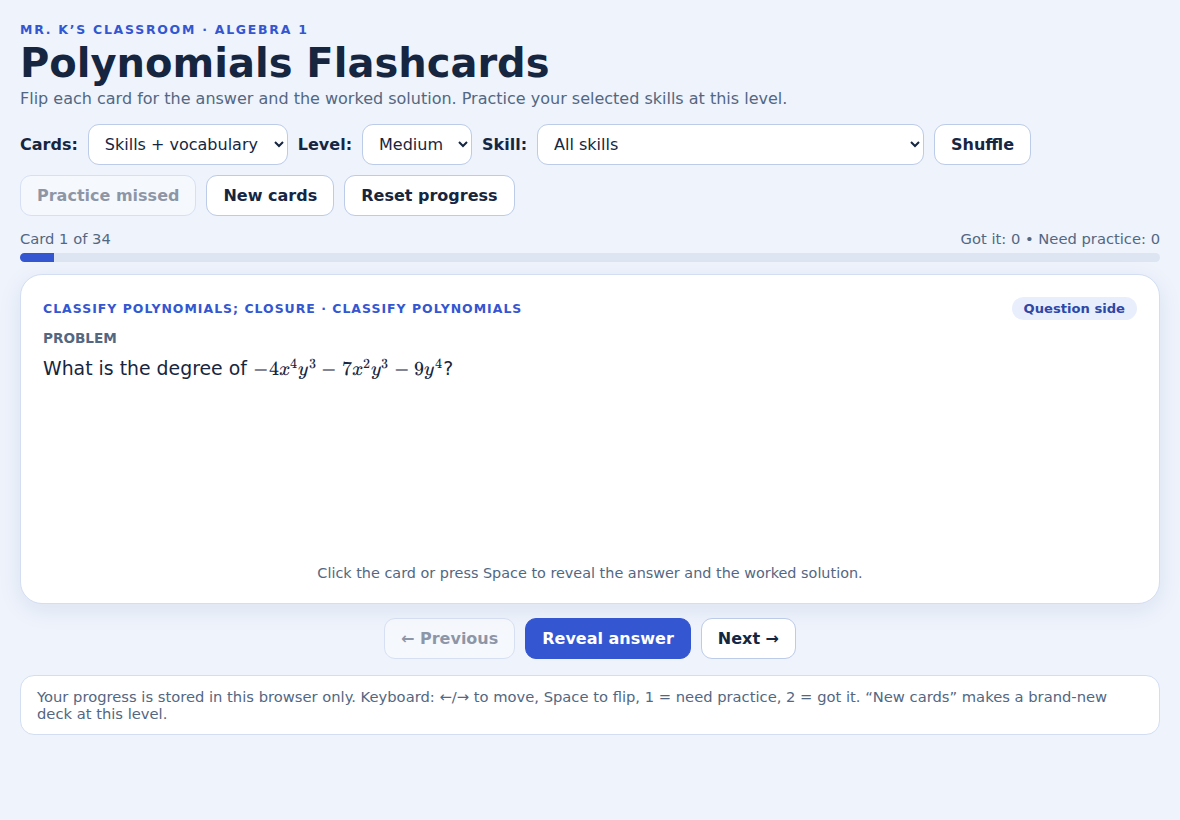 MR. K’S CLASSROOM · ALGEBRA 1
Polynomials Flashcards
Flip each card for the answer and the worked solution. Practice your selected skills at this level.
Cards: Skills + vocabulary Level: Medium Skill: All skills Shuffle
Practice missed New cards Reset progress
Card 1 of 34 Got it: 0 • Need practice: 0
CLASSIFY POLYNOMIALS; CLOSURE · CLASSIFY POLYNOMIALS Question side
PROBLEM
What is the degree of −4x⁴y³ − 7x²y³ − 9y⁴?
Click the card or press Space to reveal the answer and the worked solution.
← Previous Reveal answer Next →
Your progress is stored in this browser only. Keyboard: ←/→ to move, Space to flip, 1 = need practice, 2 = got it. “New cards” makes a brand-new
deck at this level.